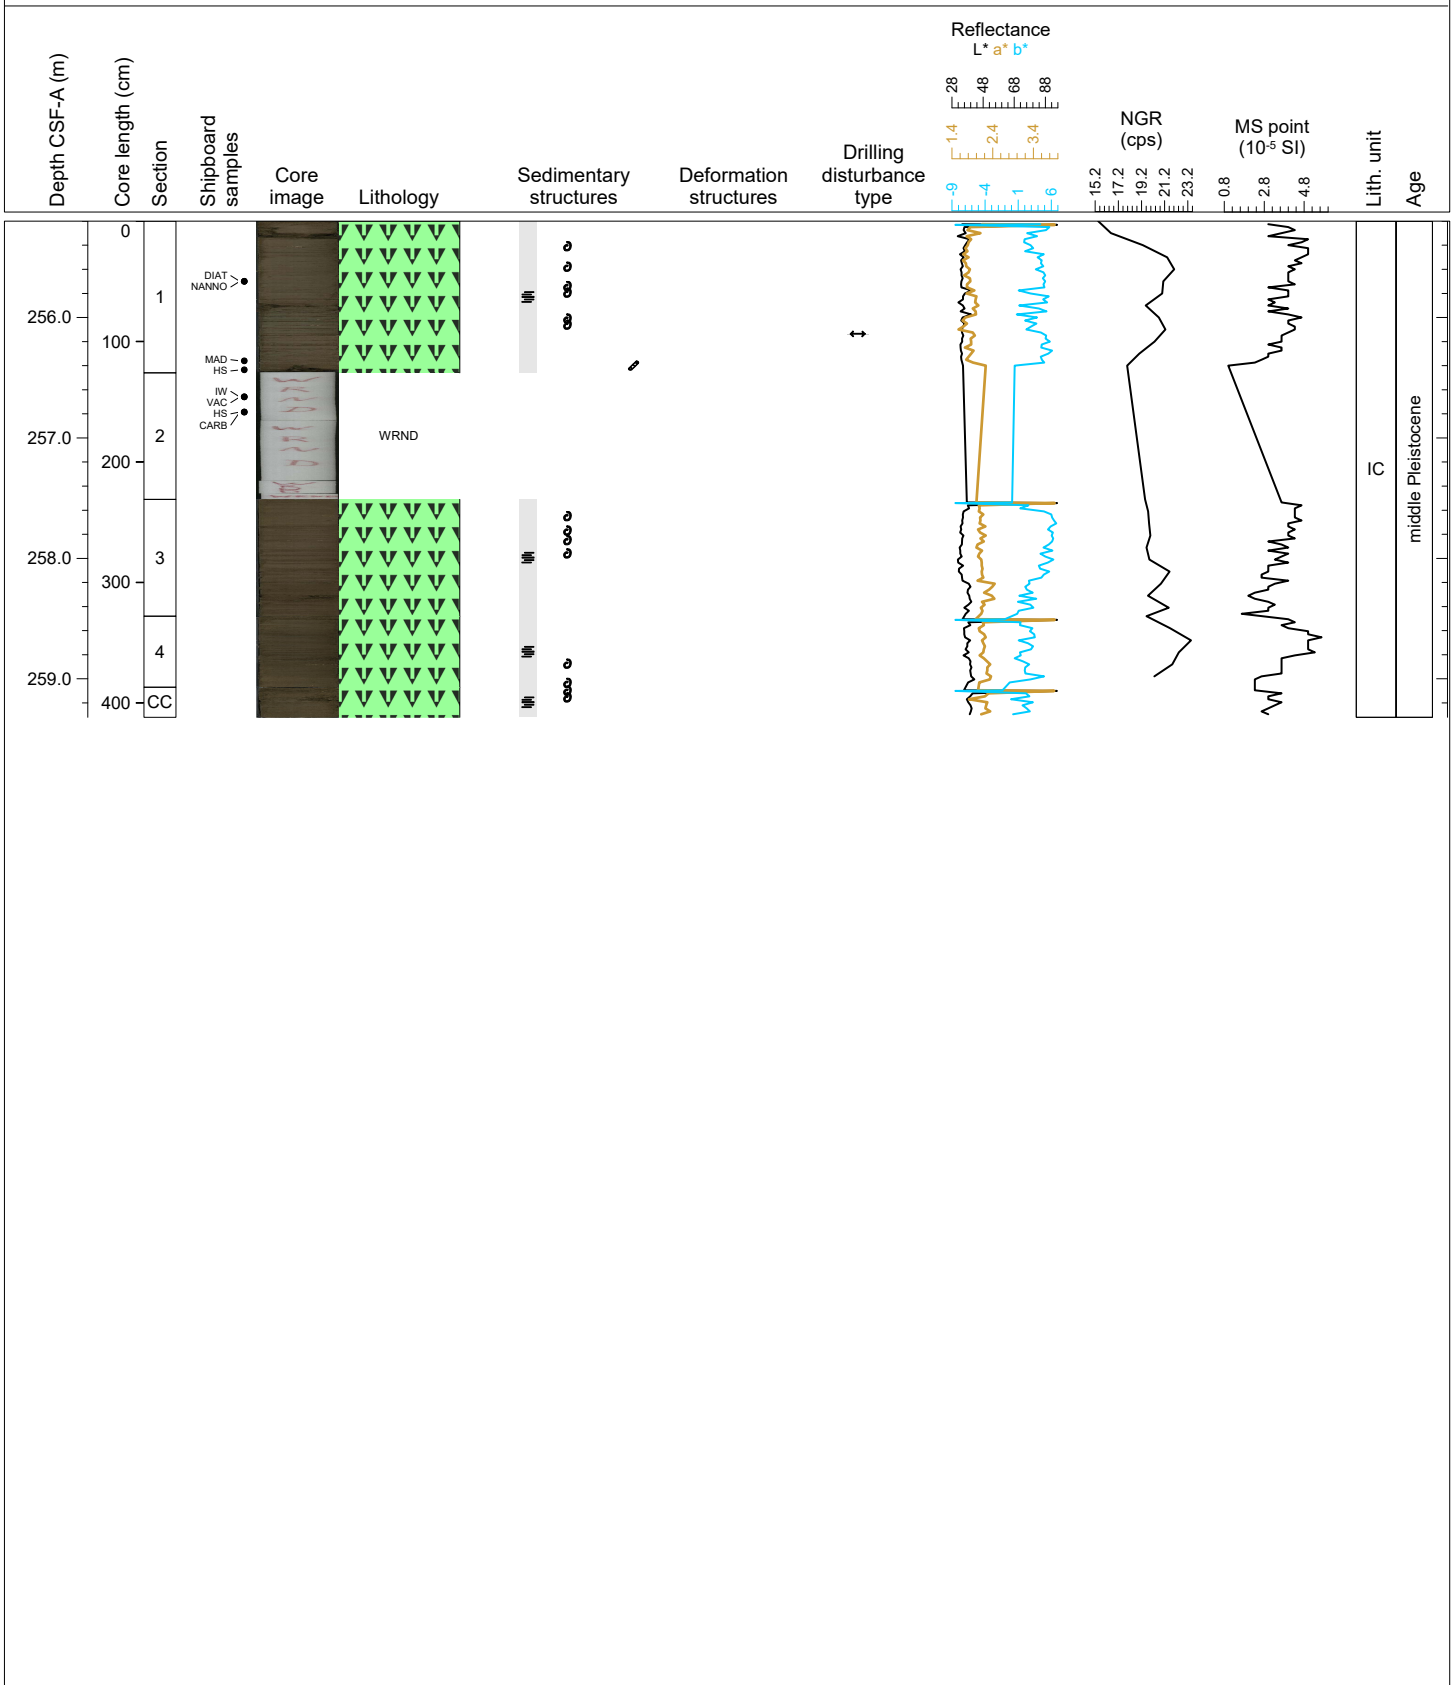 Depth CSF-A (m)
Core length (cm)
Section
Shipboard
samples
Core
image
Lithology
Sedimentary
structures
Deformation
structures
Drilling
disturbance
type
Reflectance
L* a* b*
28 48 68 88
1.4 2.4 3.4
-9 -4 1 6
NGR
(cps)
15.2 17.2 19.2 21.2 23.2
MS point
(10-5 SI)
0.8 2.8 4.8
Lith. unit
Age
0
DIAT
NANNO
1
256.0
100
MAD
HS
IW
VAC
HS
CARB
257.0
2
WRND
200
IC
middle Pleistocene
258.0
3
300
4
259.0
400
CC